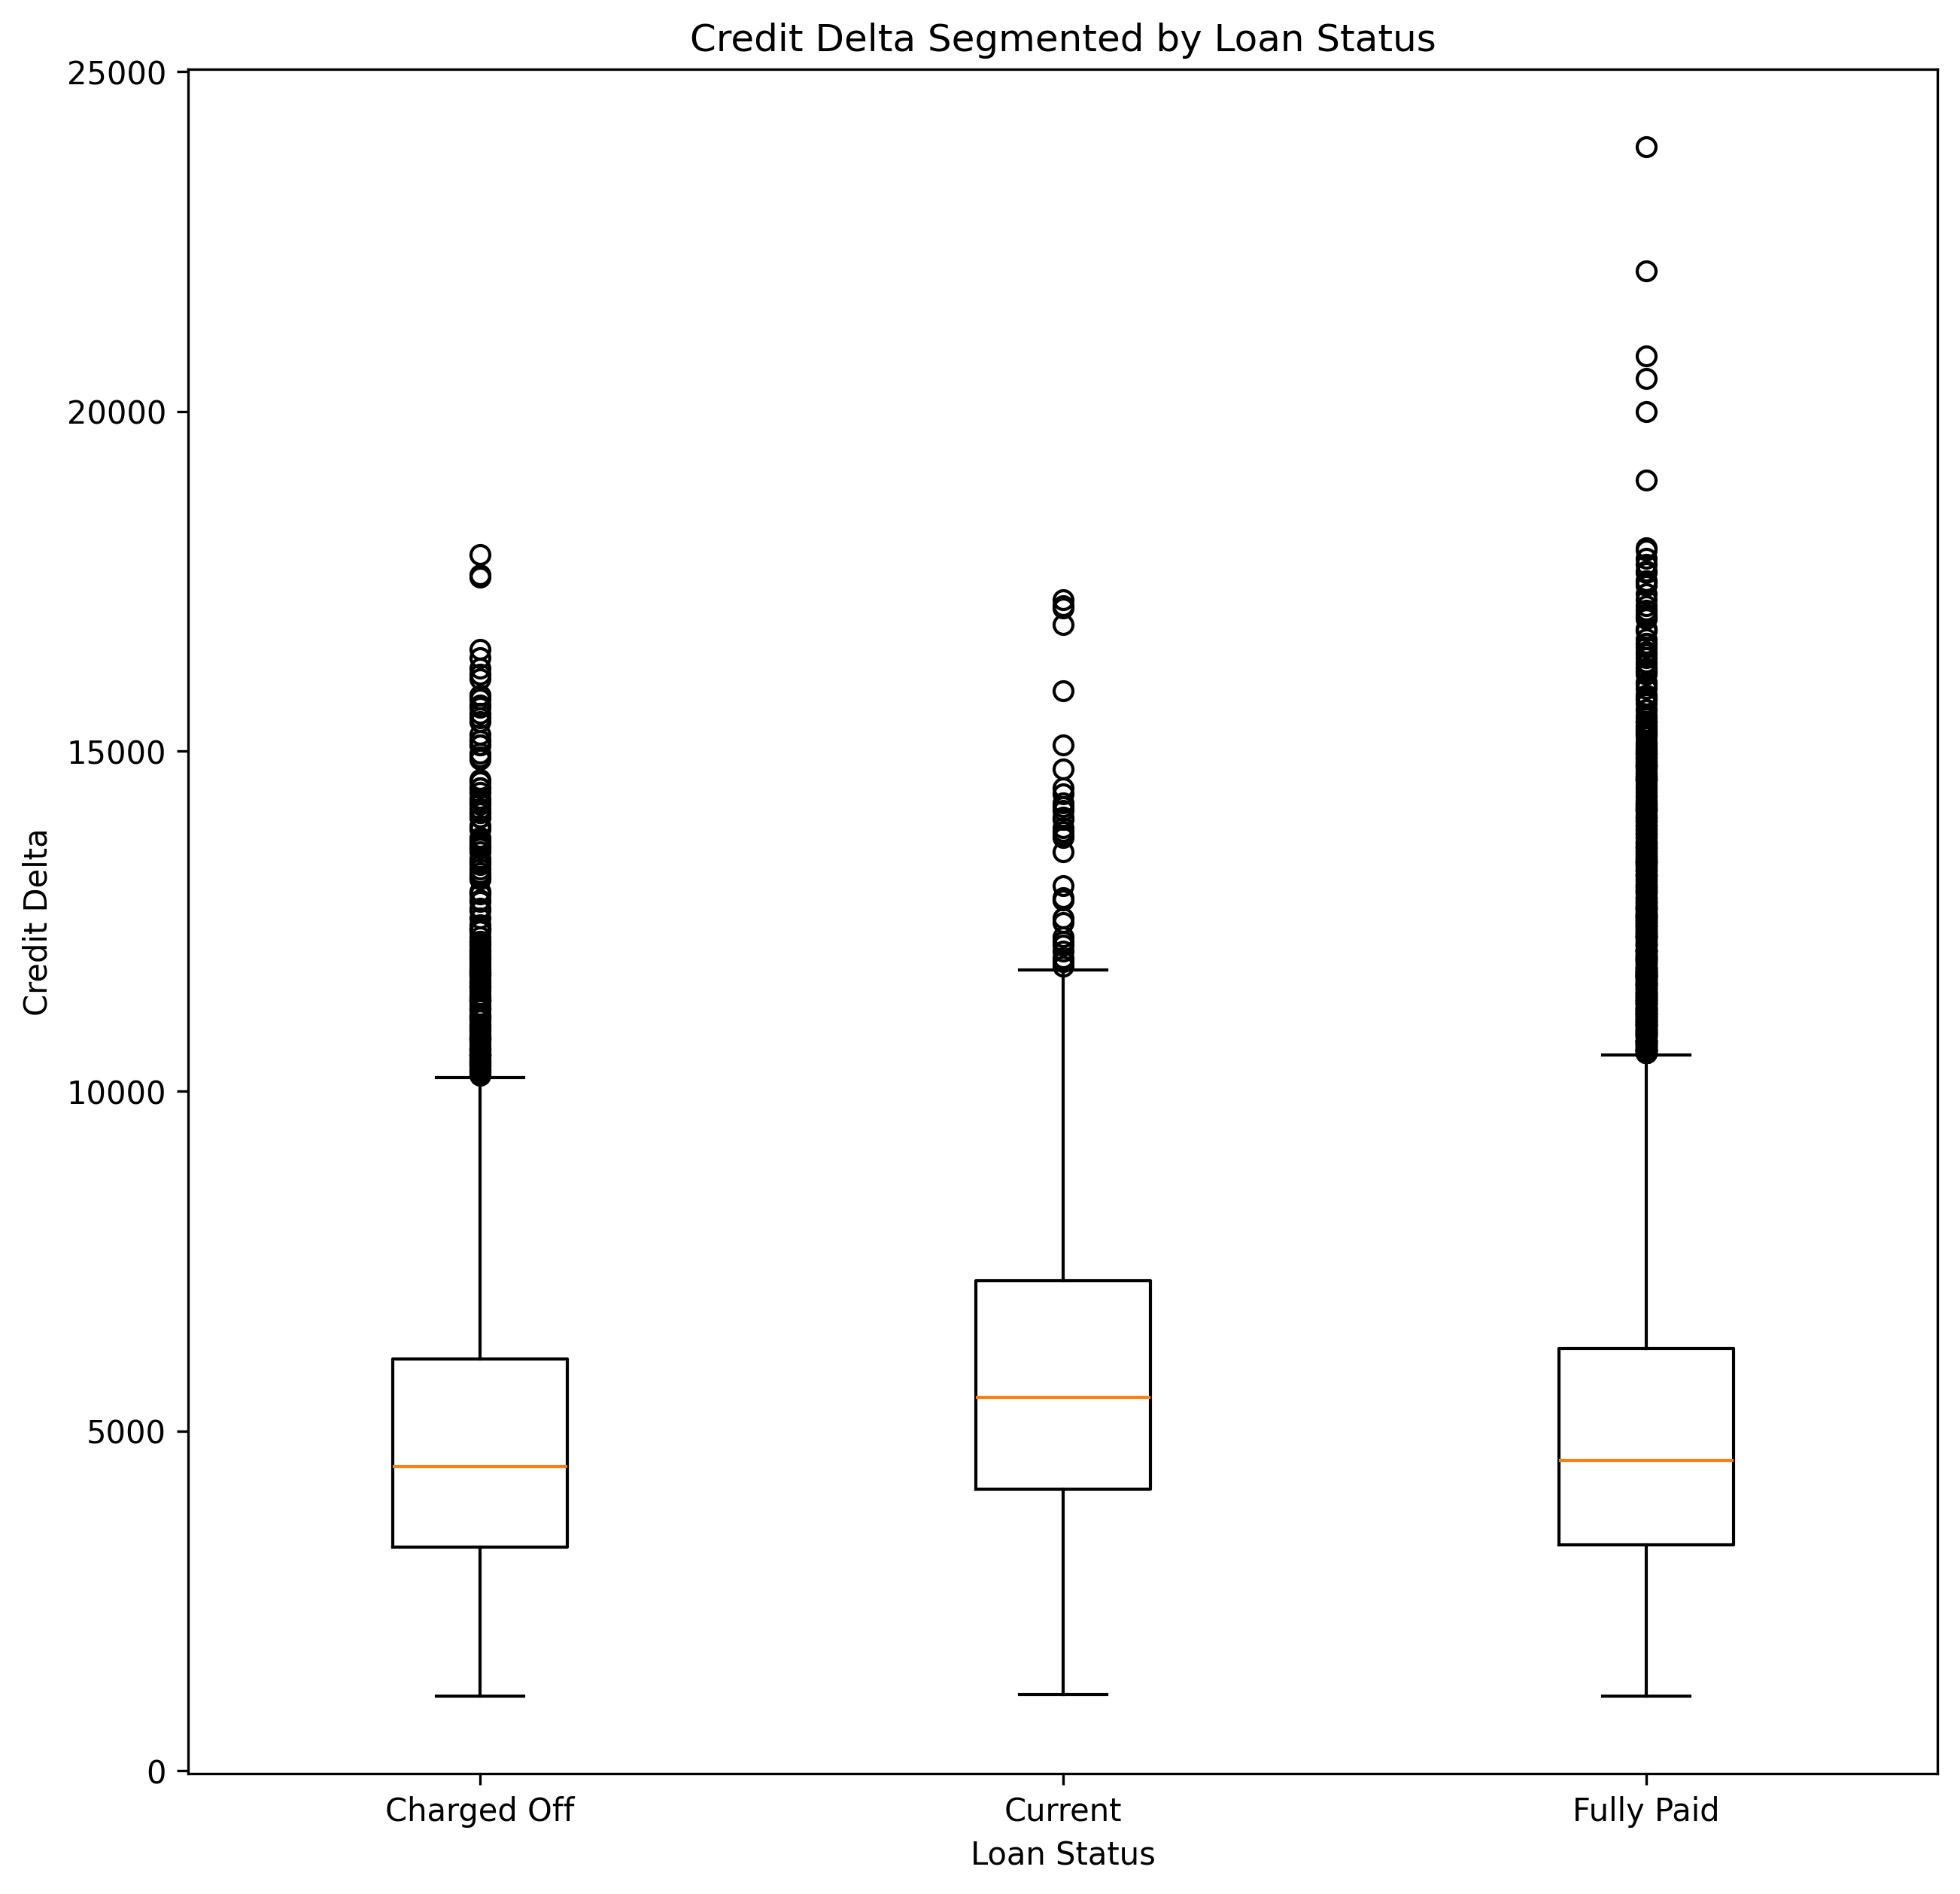 Credit Delta Segmented by Loan Status
25000
20000
15000
10000
5000
0
Credit Delta
Charged Off
Current
Fully Paid
Loan Status